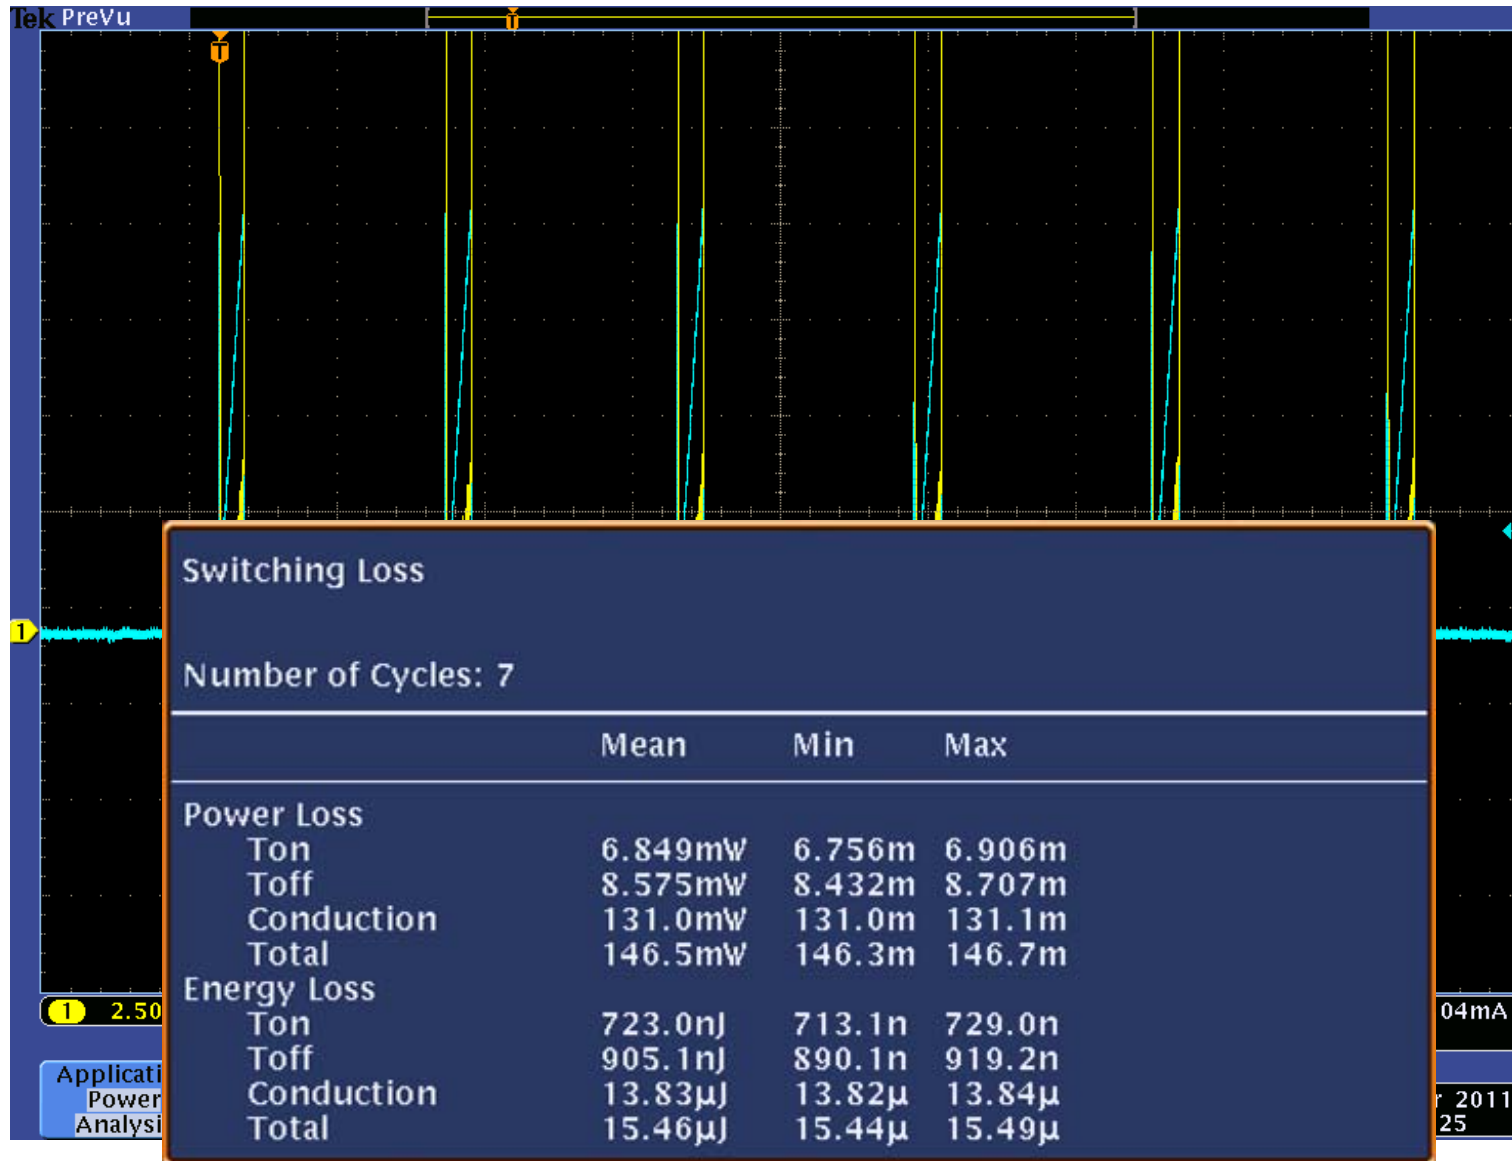 Tek PreVu
T
T
Switching Loss
1
Number of Cycles: 7
Mean Min Max
Power Loss
Ton 6.849mW 6.756m 6.906m
Toff 8.575mW 8.432m 8.707m
Conduction 131.0mW 131.0m 131.1m
Total 146.5mW 146.3m 146.7m
Energy Loss
1 2.50 04mA
Ton 723.0nJ 713.1n 729.0n
Toff 905.1nJ 890.1n 919.2n
Applicati
Conduction 13.83µJ 13.82µ 13.84µ
Power r 2011
Total 15.46µJ 15.44µ 15.49µ
Analysi 25